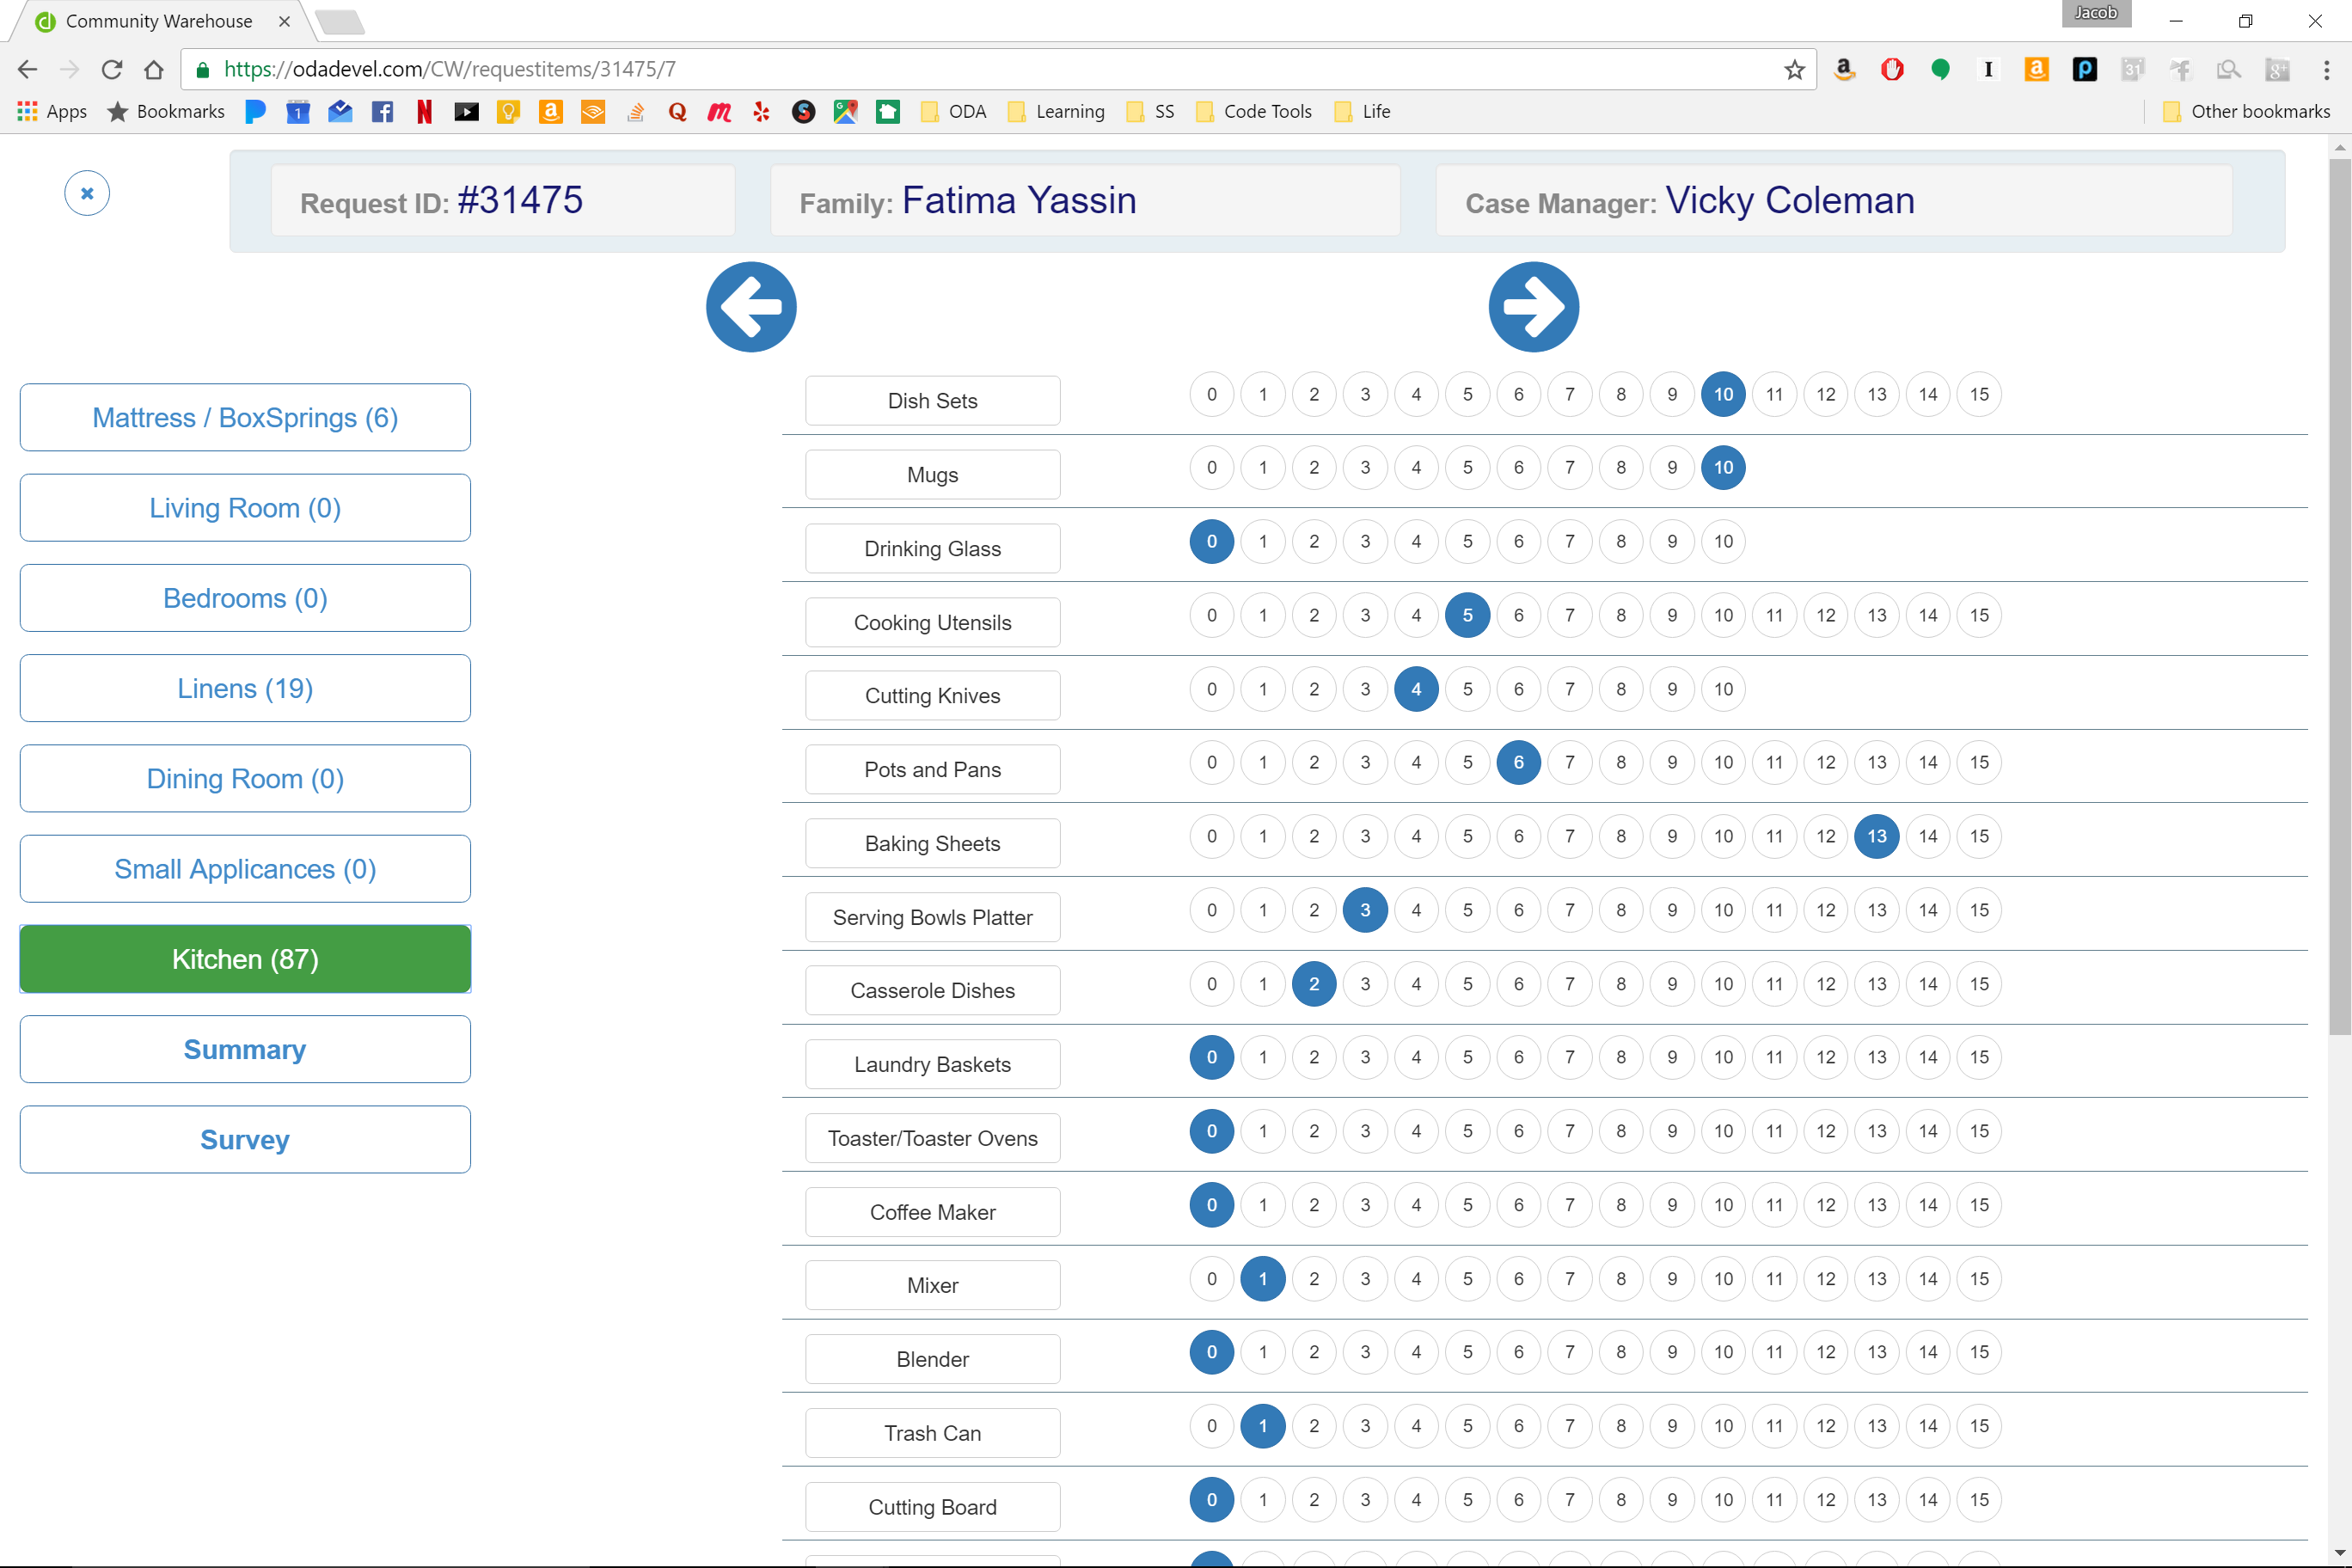 Community Warehouse
Jacob
https://odadevel.com/CW/requestitems/31475/7
Apps Bookmarks ODA Learning SS Code Tools Life Other bookmarks
Request ID: #31475 Family: Fatima Yassin Case Manager: Vicky Coleman
Mattress / BoxSprings (6)
Living Room (0)
Bedrooms (0)
Linens (19)
Dining Room (0)
Small Applicances (0)
Kitchen (87)
Summary
Survey
Dish Sets 0 1 2 3 4 5 6 7 8 9 10 11 12 13 14 15
Mugs 0 1 2 3 4 5 6 7 8 9 10
Drinking Glass 0 1 2 3 4 5 6 7 8 9 10
Cooking Utensils 0 1 2 3 4 5 6 7 8 9 10 11 12 13 14 15
Cutting Knives 0 1 2 3 4 5 6 7 8 9 10
Pots and Pans 0 1 2 3 4 5 6 7 8 9 10 11 12 13 14 15
Baking Sheets 0 1 2 3 4 5 6 7 8 9 10 11 12 13 14 15
Serving Bowls Platter 0 1 2 3 4 5 6 7 8 9 10 11 12 13 14 15
Casserole Dishes 0 1 2 3 4 5 6 7 8 9 10 11 12 13 14 15
Laundry Baskets 0 1 2 3 4 5 6 7 8 9 10 11 12 13 14 15
Toaster/Toaster Ovens 0 1 2 3 4 5 6 7 8 9 10 11 12 13 14 15
Coffee Maker 0 1 2 3 4 5 6 7 8 9 10 11 12 13 14 15
Mixer 0 1 2 3 4 5 6 7 8 9 10 11 12 13 14 15
Blender 0 1 2 3 4 5 6 7 8 9 10 11 12 13 14 15
Trash Can 0 1 2 3 4 5 6 7 8 9 10 11 12 13 14 15
Cutting Board 0 1 2 3 4 5 6 7 8 9 10 11 12 13 14 15